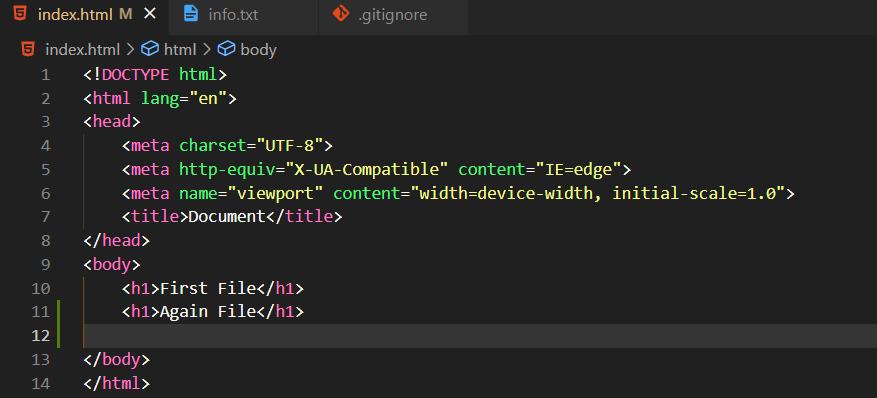 index.html M × info.txt .gitignore
index.html > html > body
1 <!DOCTYPE html>
2 <html lang="en">
3 <head>
4     <meta charset="UTF-8">
5     <meta http-equiv="X-UA-Compatible" content="IE=edge">
6     <meta name="viewport" content="width=device-width, initial-scale=1.0">
7     <title>Document</title>
8 </head>
9 <body>
10     <h1>First File</h1>
11     <h1>Again File</h1>
12
13 </body>
14 </html>